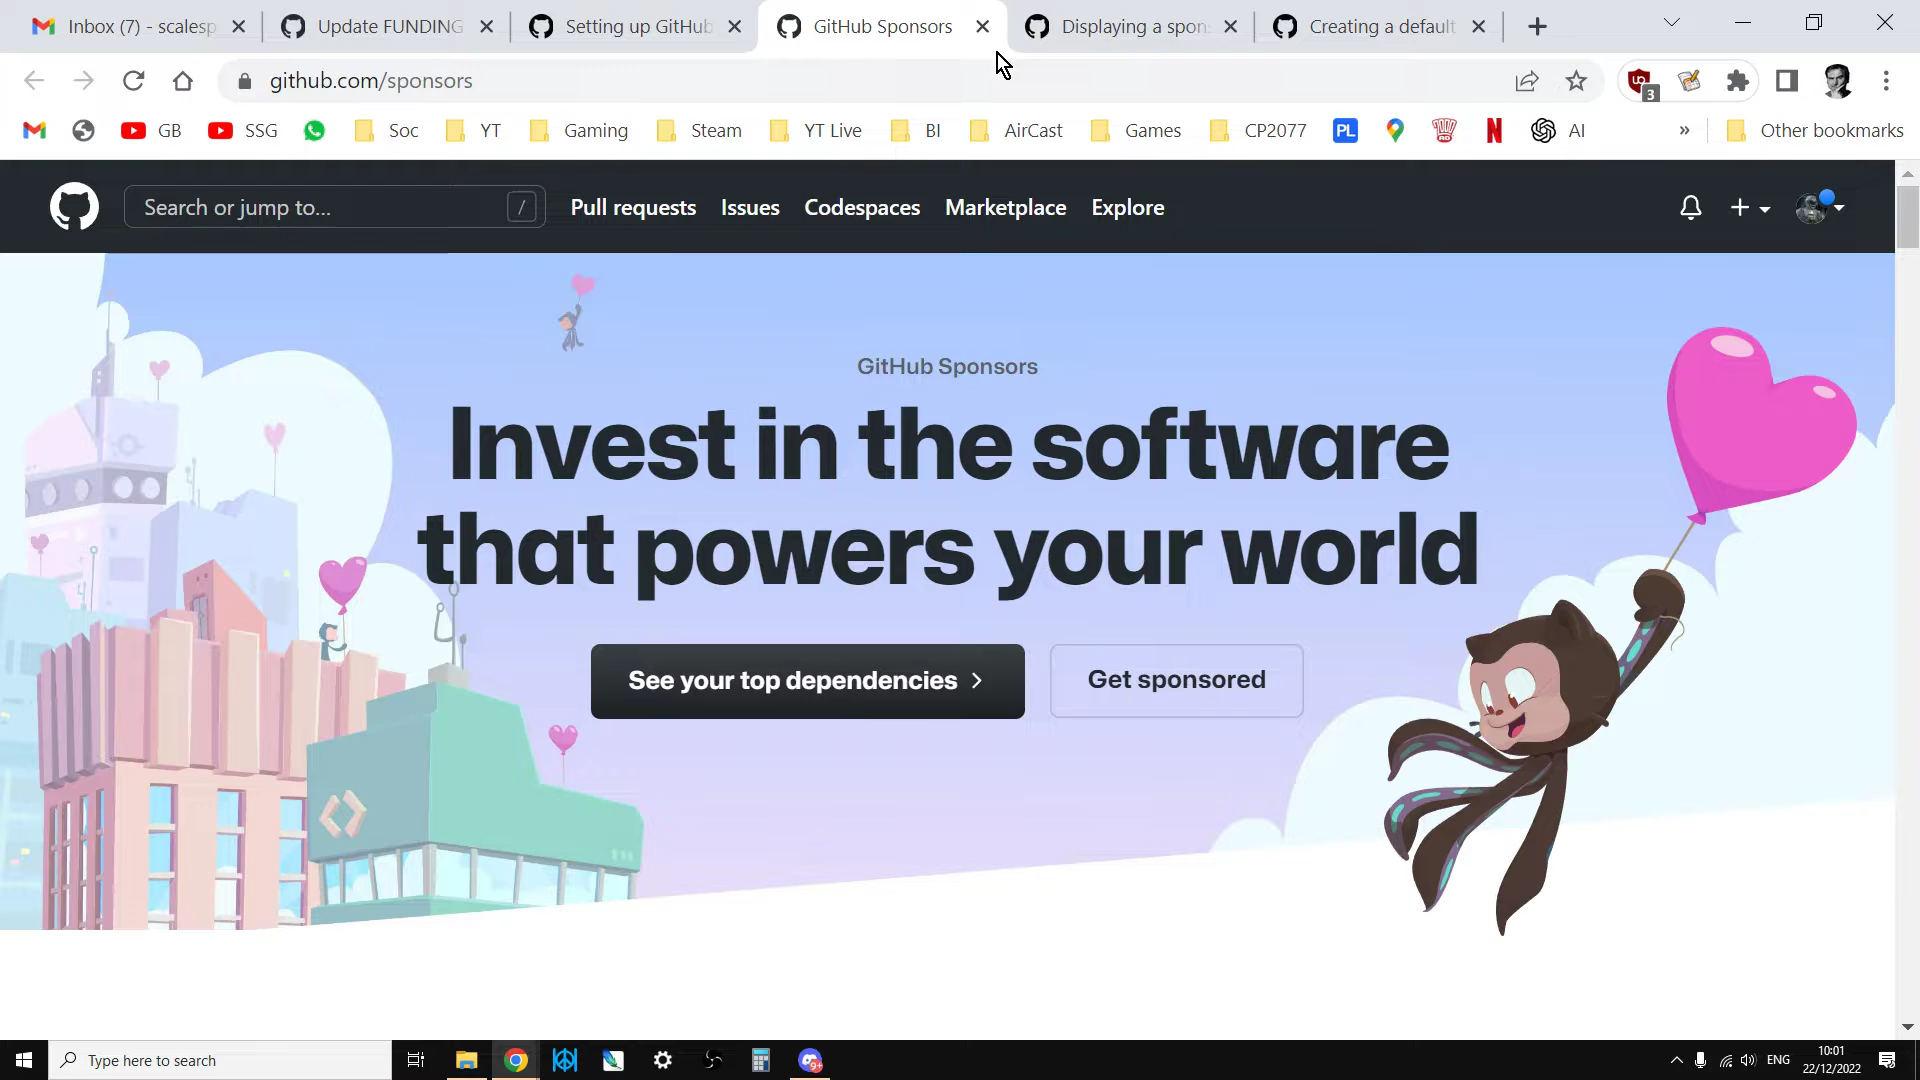 Inbox (7) - scalesp
Update FUNDING
Setting up GitHub
GitHub Sponsors
Displaying a spons
Creating a default
github.com/sponsors
3
GB
SSG
Soc
YT
Gaming
Steam
YT Live
BI
AirCast
Games
CP2077
PL
N
AI
»
Other bookmarks
Search or jump to...
/
Pull requests
Issues
Codespaces
Marketplace
Explore
GitHub Sponsors
Invest in the software
that powers your world
See your top dependencies
Get sponsored
Type here to search
9+
ENG
10:01
22/12/2022